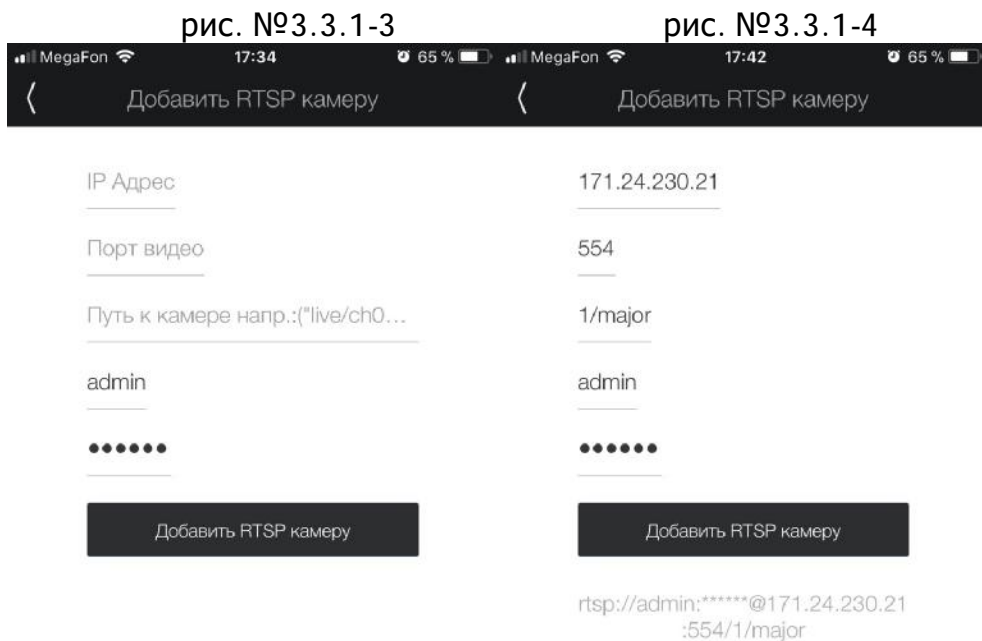 рис. №3.3.1-3
MegaFon 17:34 65 %
Добавить RTSP камеру
IP Адрес
Порт видео
Путь к камере напр.:("live/ch0...
admin
••••••
Добавить RTSP камеру
рис. №3.3.1-4
MegaFon 17:42 65 %
Добавить RTSP камеру
171.24.230.21
554
1/major
admin
••••••
Добавить RTSP камеру
rtsp://admin:******@171.24.230.21
:554/1/major